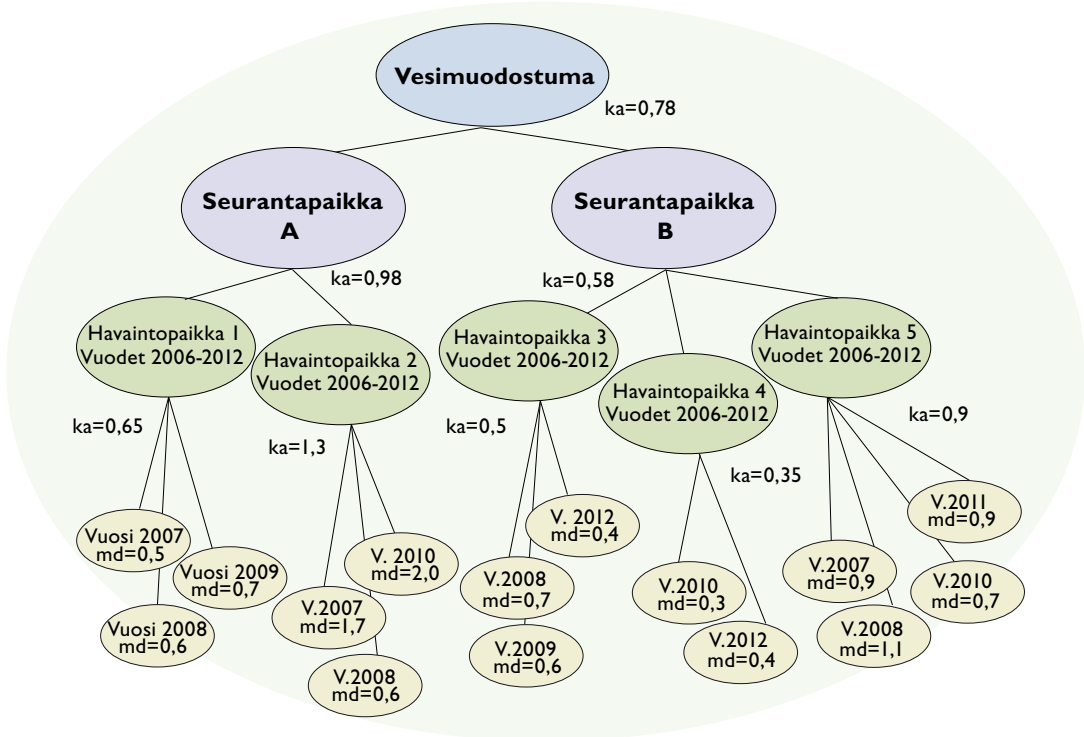 Vesimuodostuma
ka=0,78
Seurantapaikka
A
Seurantapaikka
B
ka=0,98
ka=0,58
Havaintopaikka 1
Vuodet 2006-2012
Havaintopaikka 2
Vuodet 2006-2012
Havaintopaikka 3
Vuodet 2006-2012
Havaintopaikka 4
Vuodet 2006-2012
Havaintopaikka 5
Vuodet 2006-2012
ka=0,65
ka=1,3
ka=0,5
ka=0,35
ka=0,9
Vuosi 2007
md=0,5
Vuosi 2008
md=0,6
Vuosi 2009
md=0,7
V.2007
md=1,7
V.2008
md=0,6
V. 2010
md=2,0
V.2008
md=0,7
V.2009
md=0,6
V. 2012
md=0,4
V.2010
md=0,3
V.2012
md=0,4
V.2007
md=0,9
V.2008
md=1,1
V.2010
md=0,7
V.2011
md=0,9